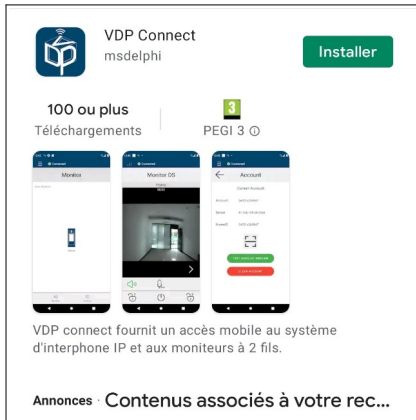 VDP Connect
msdelphi
Installer
100 ou plus
Téléchargements
3
PEGI 3
Monitor
Monitor DS
Account
VDP connect fournit un accès mobile au système
d'interphone IP et aux moniteurs à 2 fils.
Annonces · Contenus associés à votre rec...